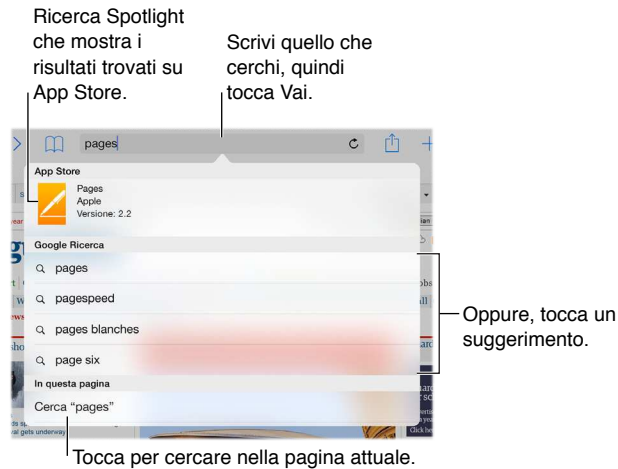 Ricerca Spotlight
che mostra i
risultati trovati su
App Store.
Scrivi quello che
cerchi, quindi
tocca Vai.
pages
App Store
Pages
Apple
Versione: 2.2
Google Ricerca
pages
pagespeed
pages blanches
page six
In questa pagina
Cerca “pages”
Oppure, tocca un
suggerimento.
Tocca per cercare nella pagina attuale.